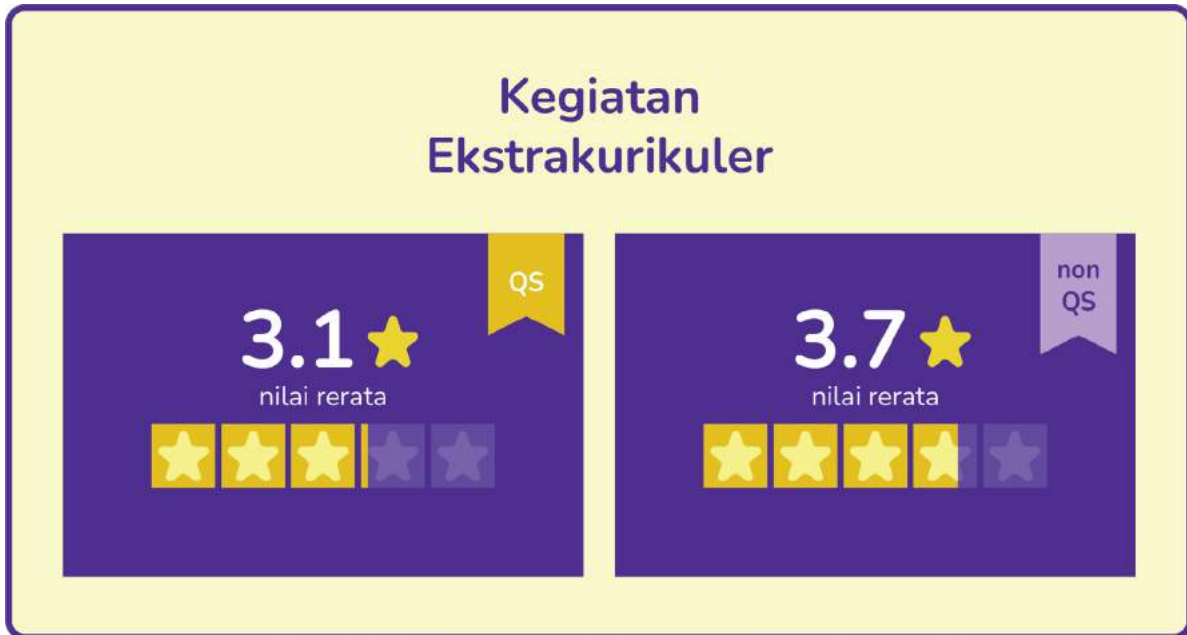 Kegiatan
Ekstrakurikuler
QS
3.1
nilai rerata
non
QS
3.7
nilai rerata